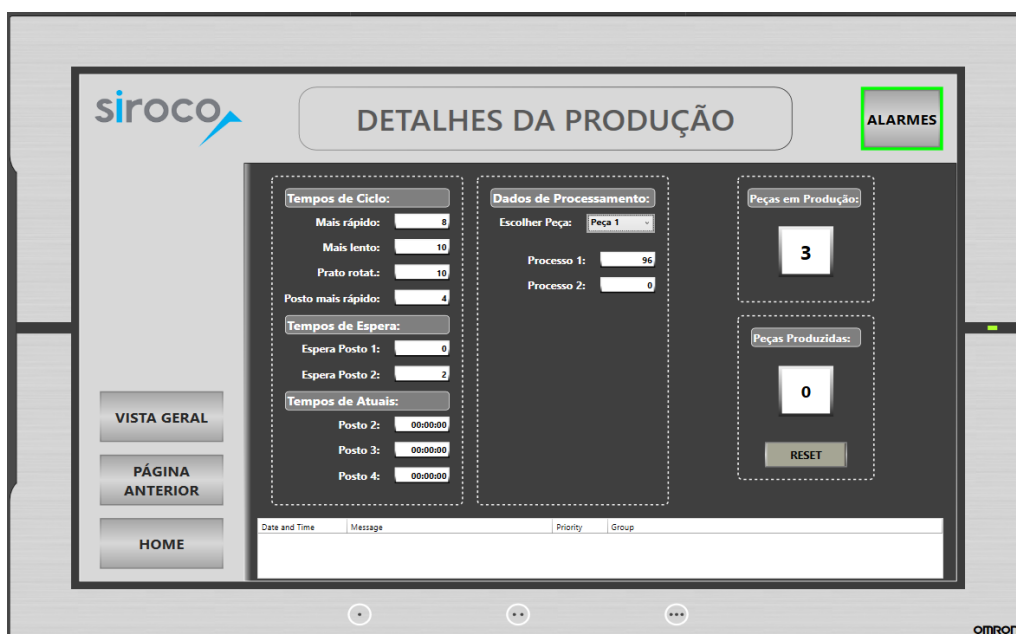 siroco
DETALHES DA PRODUÇÃO
ALARMES
Tempos de Ciclo:
Mais rápido: 8
Mais lento: 10
Prato rotat.: 10
Posto mais rápido: 4
Tempos de Espera:
Espera Posto 1: 0
Espera Posto 2: 2
Tempos de Atuais:
Posto 2: 00:00:00
Posto 3: 00:00:00
Posto 4: 00:00:00
Dados de Processamento:
Escolher Peça: Peça 1
Processo 1: 96
Processo 2: 0
Peças em Produção:
3
Peças Produzidas:
0
RESET
VISTA GERAL
PÁGINA
ANTERIOR
HOME
Date and Time Message Priority Group
OMRON